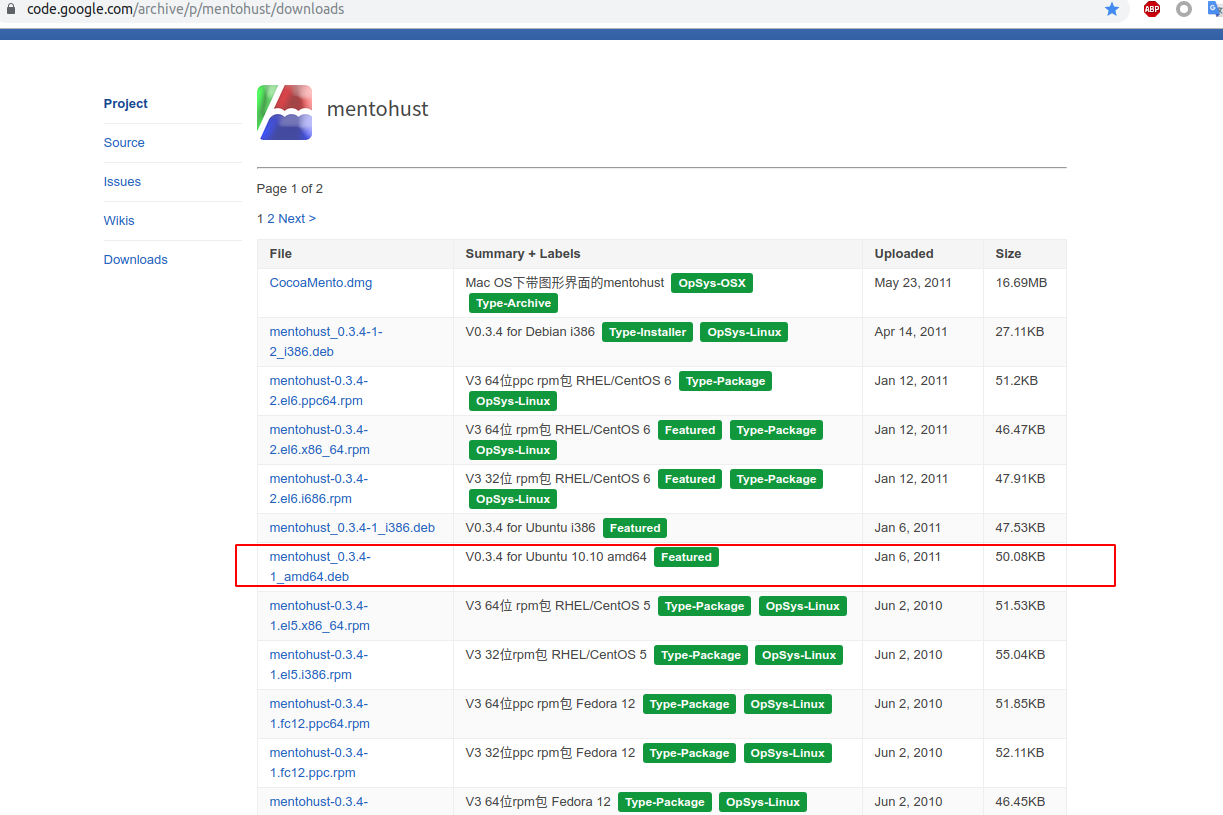 code.google.com/archive/p/mentohust/downloads
ABP
G
Project
Source
Issues
Wikis
Downloads
mentohust
Page 1 of 2
1 2 Next >
File Summary + Labels Uploaded Size
CocoaMento.dmg Mac OS下带图形界面的mentohust OpSys-OSX May 23, 2011 16.69MB
Type-Archive
mentohust_0.3.4-1- V0.3.4 for Debian i386 Type-Installer OpSys-Linux Apr 14, 2011 27.11KB
2_i386.deb
mentohust-0.3.4- V3 64位ppc rpm包 RHEL/CentOS 6 Type-Package Jan 12, 2011 51.2KB
2.el6.ppc64.rpm OpSys-Linux
mentohust-0.3.4- V3 64位 rpm包 RHEL/CentOS 6 Featured Type-Package Jan 12, 2011 46.47KB
2.el6.x86_64.rpm OpSys-Linux
mentohust-0.3.4- V3 32位 rpm包 RHEL/CentOS 6 Featured Type-Package Jan 12, 2011 47.91KB
2.el6.i686.rpm OpSys-Linux
mentohust_0.3.4-1_i386.deb V0.3.4 for Ubuntu i386 Featured Jan 6, 2011 47.53KB
mentohust_0.3.4- V0.3.4 for Ubuntu 10.10 amd64 Featured Jan 6, 2011 50.08KB
1_amd64.deb
mentohust-0.3.4- V3 64位 rpm包 RHEL/CentOS 5 Type-Package OpSys-Linux Jun 2, 2010 51.53KB
1.el5.x86_64.rpm
mentohust-0.3.4- V3 32位rpm包 RHEL/CentOS 5 Type-Package OpSys-Linux Jun 2, 2010 55.04KB
1.el5.i386.rpm
mentohust-0.3.4- V3 64位ppc rpm包 Fedora 12 Type-Package OpSys-Linux Jun 2, 2010 51.85KB
1.fc12.ppc64.rpm
mentohust-0.3.4- V3 32位ppc rpm包 Fedora 12 Type-Package OpSys-Linux Jun 2, 2010 52.11KB
1.fc12.ppc.rpm
mentohust-0.3.4- V3 64位rpm包 Fedora 12 Type-Package OpSys-Linux Jun 2, 2010 46.45KB